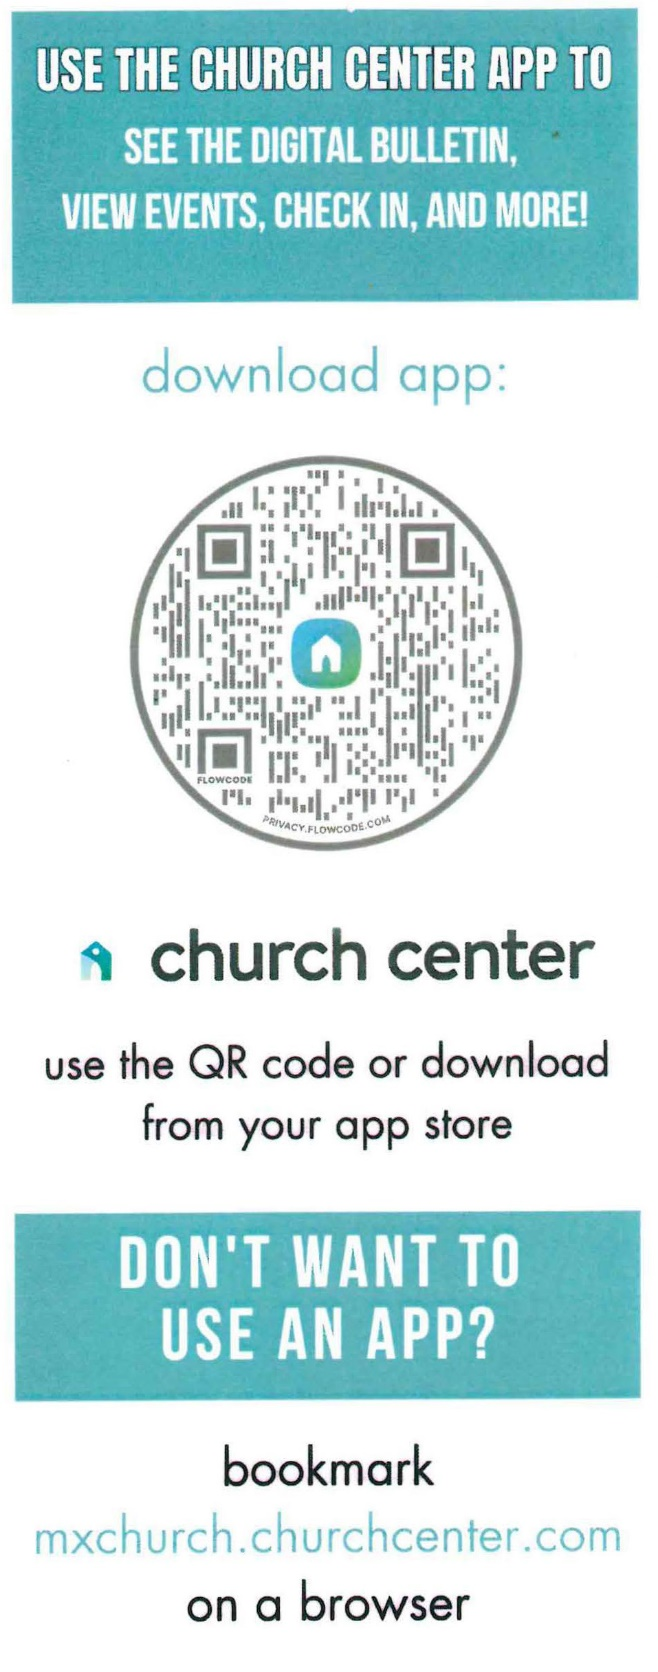 USE THE CHURCH CENTER APP TO
SEE THE DIGITAL BULLETIN,
VIEW EVENTS, CHECK IN, AND MORE!
download app:
FLOWCODE
PRIVACY.FLOWCODE.COM
church center
use the QR code or download
from your app store
DON'T WANT TO
USE AN APP?
bookmark
mxchurch.churchcenter.com
on a browser